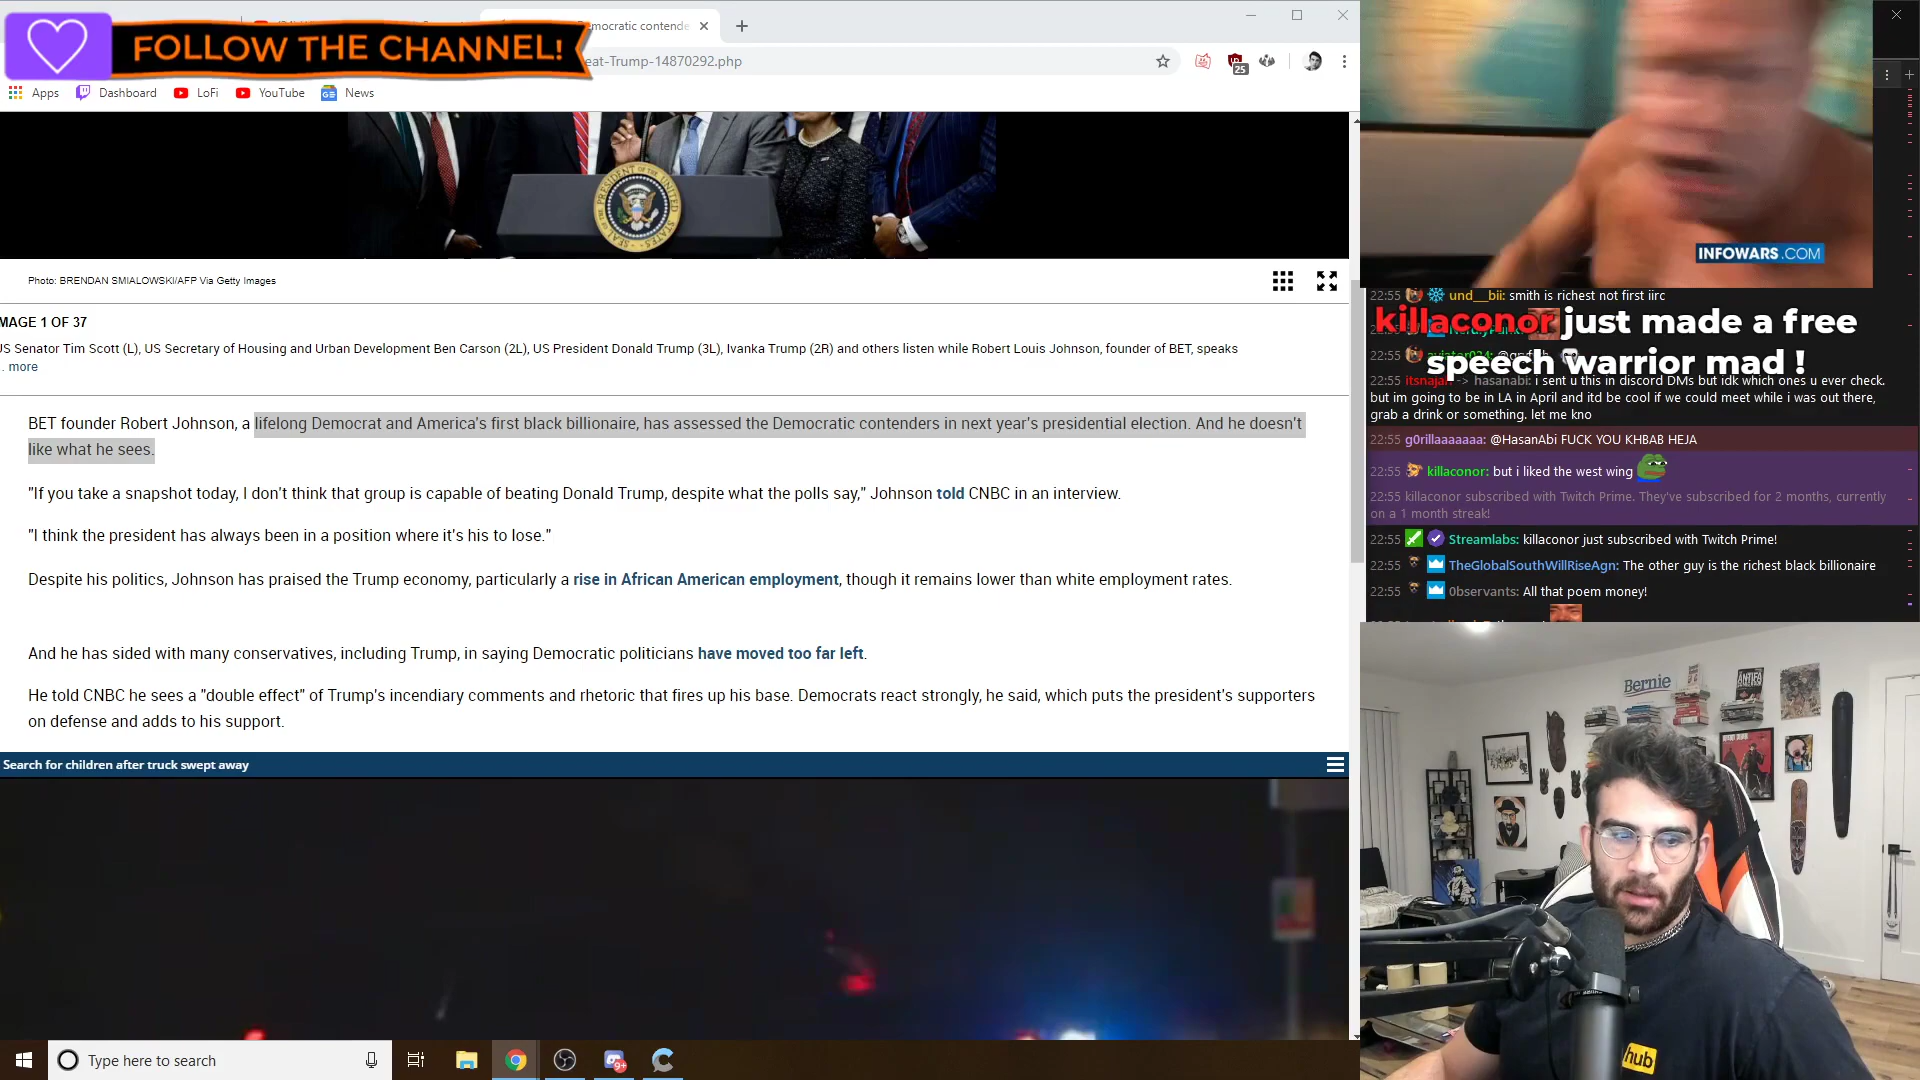 FOLLOW THE CHANNEL!
mocratic contende
eat-Trump-14870292.php
25
Apps
Dashboard
LoFi
YouTube
News
Photo: BRENDAN SMIALOWSKI/AFP Via Getty Images
MAGE 1 OF 37
US Senator Tim Scott (L), US Secretary of Housing and Urban Development Ben Carson (2L), US President Donald Trump (3L), Ivanka Trump (2R) and others listen while Robert Louis Johnson, founder of BET, speaks
. more
BET founder Robert Johnson, a lifelong Democrat and America's first black billionaire, has assessed the Democratic contenders in next year's presidential election. And he doesn't
like what he sees.
"If you take a snapshot today, I don't think that group is capable of beating Donald Trump, despite what the polls say," Johnson told CNBC in an interview.
"I think the president has always been in a position where it's his to lose."
Despite his politics, Johnson has praised the Trump economy, particularly a rise in African American employment, though it remains lower than white employment rates.
And he has sided with many conservatives, including Trump, in saying Democratic politicians have moved too far left.
He told CNBC he sees a "double effect" of Trump's incendiary comments and rhetoric that fires up his base. Democrats react strongly, he said, which puts the president's supporters
on defense and adds to his support.
Search for children after truck swept away
Type here to search
9+
INFOWARS.COM
22:55 und__bii: smith is richest not first iirc
killaconor just made a free
speech warrior mad !
22:55
22:55
22:55 itsnajar -> hasanabi: i sent u this in discord DMs but idk which ones u ever check.
but im going to be in LA in April and itd be cool if we could meet while i was out there,
grab a drink or something. let me kno
22:55 g0rillaaaaaaa: @HasanAbi FUCK YOU KHBAB HEJA
22:55 killaconor: but i liked the west wing
22:55 killaconor subscribed with Twitch Prime. They've subscribed for 2 months, currently
on a 1 month streak!
22:55 Streamlabs: killaconor just subscribed with Twitch Prime!
22:55 TheGlobalSouthWillRiseAgn: The other guy is the richest black billionaire
22:55 0bservants: All that poem money!
Bernie
ANTIFA
hub